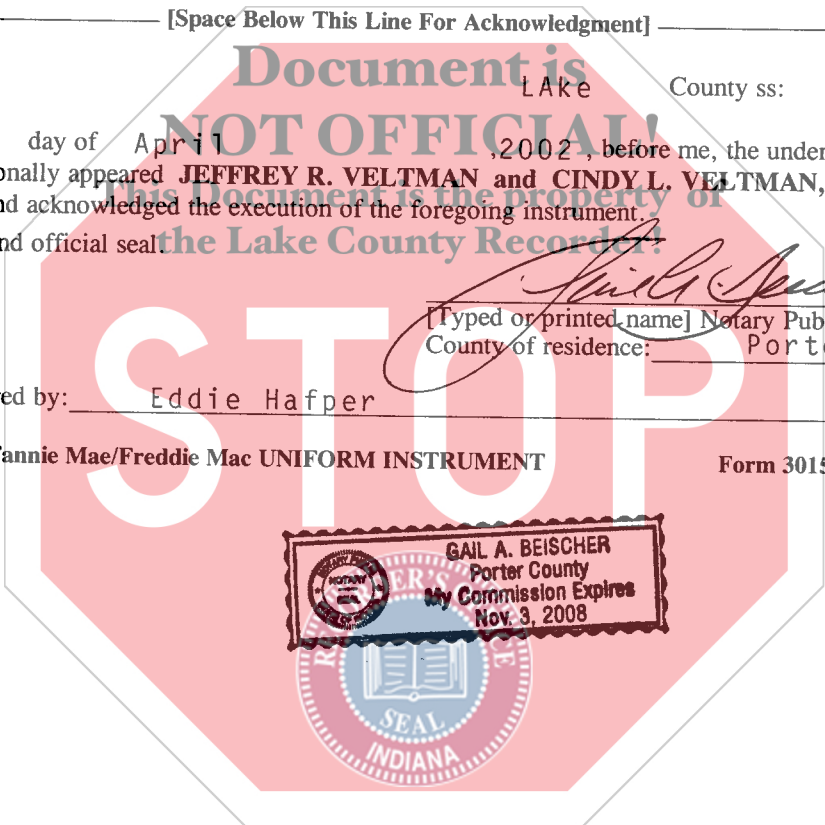 [Space Below This Line For Acknowledgment]
Document is
LAke County ss:
NOT OFFICIAL!
day of April ,2002 , before me, the under
onally appeared JEFFREY R. VELTMAN and CINDY L. VELTMAN,
This Document is the property of
nd acknowledged the execution of the foregoing instrument.
nd official seal.
the Lake County Recorder!
[Typed or printed name] Notary Pub
County of residence: Porte
STOP
ed by: Eddie Hafper
annie Mae/Freddie Mac UNIFORM INSTRUMENT Form 3015
GAIL A. BEISCHER
Porter County
My Commission Expires
Nov. 3, 2008
NOTARY
SEAL
INDIANA